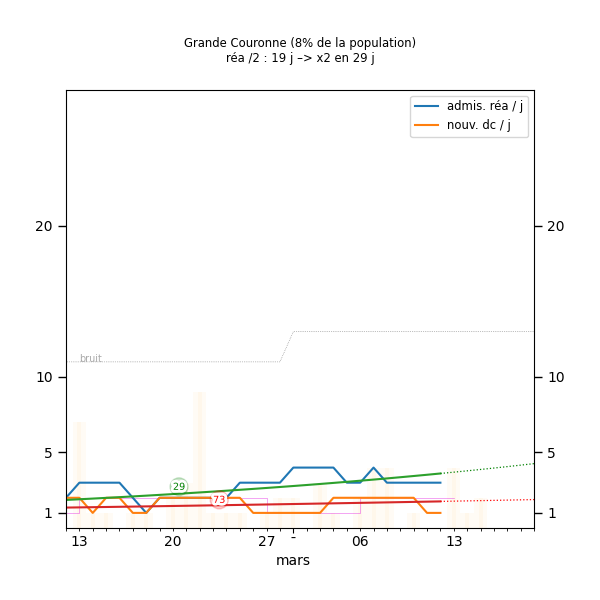 Grande Couronne (8% de la population)
réa /2 : 19 j –> x2 en 29 j
admis. réa / j
nouv. dc / j
20 20
bruit
10 10
5 5
29
73
1 1
13 20 27 - 06 13
mars